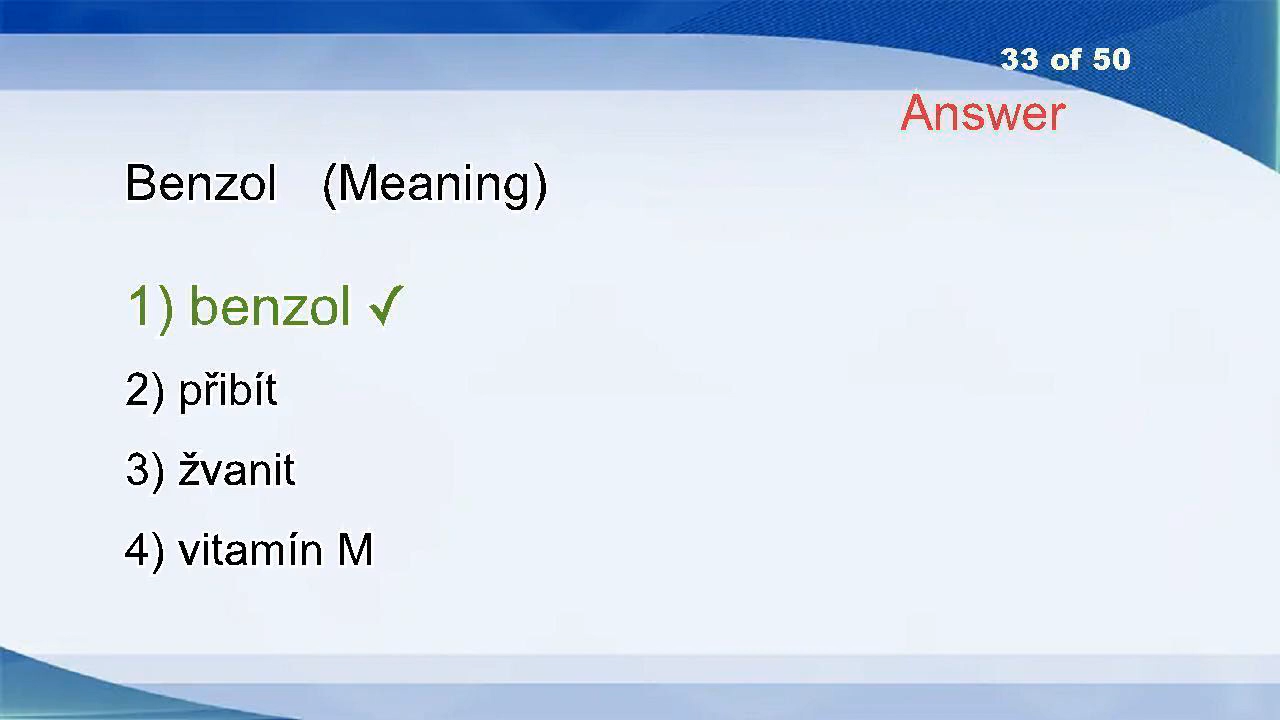 33 of 50
Answer
Benzol (Meaning)
1) benzol ✓
2) přibít
3) žvanit
4) vitamín M